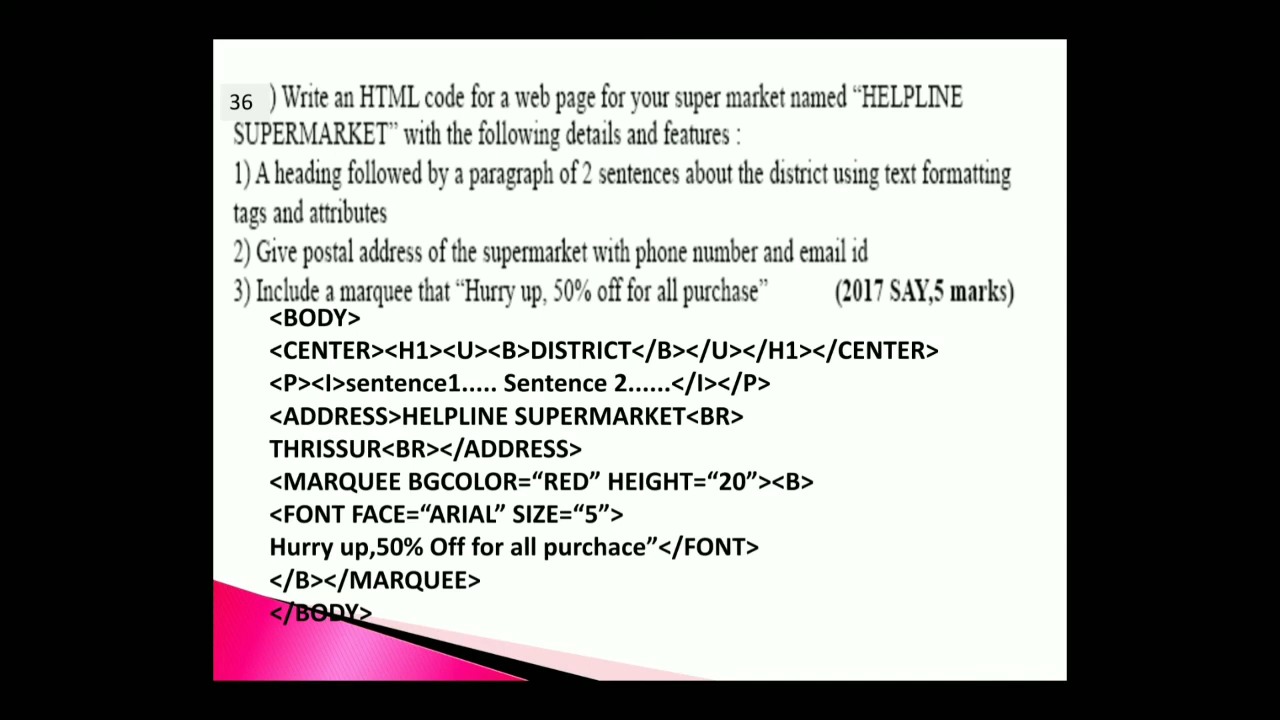 36 ) Write an HTML code for a web page for your super market named “HELPLINE
SUPERMARKET” with the following details and features :
1) A heading followed by a paragraph of 2 sentences about the district using text formatting
tags and attributes
2) Give postal address of the supermarket with phone number and email id
3) Include a marquee that “Hurry up, 50% off for all purchase” (2017 SAY,5 marks)
<BODY>
<CENTER><H1><U><B>DISTRICT</B></U></H1></CENTER>
<P><I>sentence1..... Sentence 2......</I></P>
<ADDRESS>HELPLINE SUPERMARKET<BR>
THRISSUR<BR></ADDRESS>
<MARQUEE BGCOLOR=“RED” HEIGHT=“20”><B>
<FONT FACE=“ARIAL” SIZE=“5”>
Hurry up,50% Off for all purchace”</FONT>
</B></MARQUEE>
</BODY>